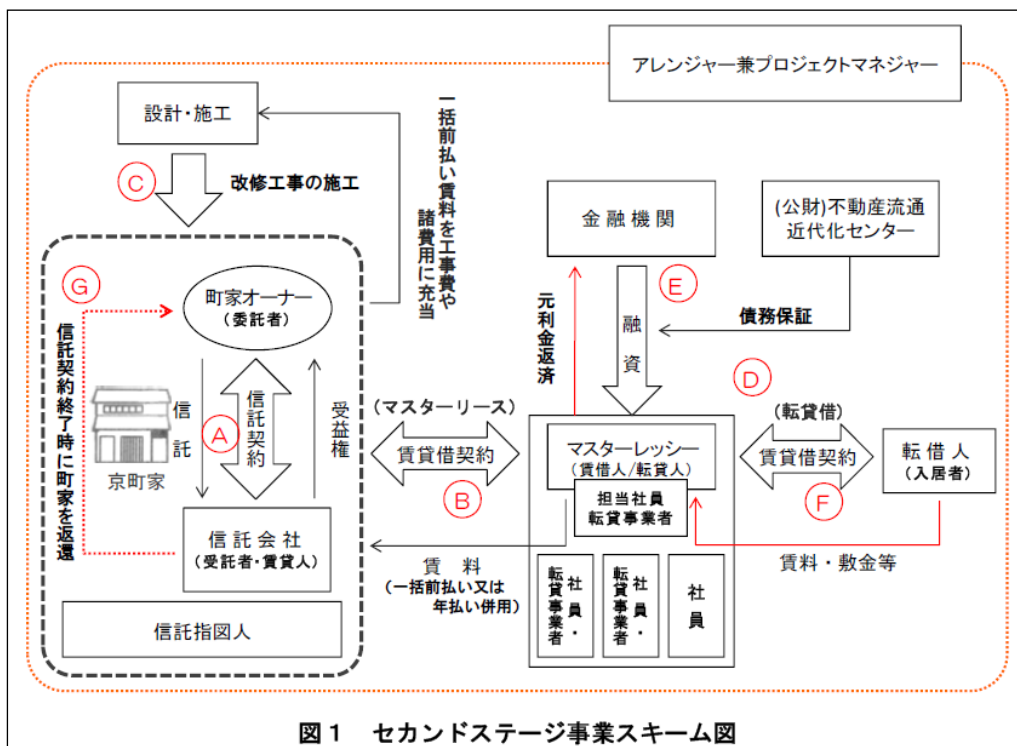 アレンジャー兼プロジェクトマネジャー
設計・施工
一括前払い賃料を工事費や
諸費用に充当
C
改修工事の施工
金融機関
(公財)不動産流通
近代化センター
G
町家オーナー
(委託者)
E
融資
元利金返済
債務保証
信託契約終了時に町家を返還
京町家
信託
A
信託契約
受益権
(マスターリース)
賃貸借契約
B
マスターレッシー
(賃借人/転貸人)
担当社員
転貸事業者
D
(転貸借)
賃貸借契約
F
転借人
(入居者)
信託会社
(受託者・賃貸人)
賃料
(一括前払い又は
年払い併用)
賃料・敷金等
社員・
転貸事業者
社員・
転貸事業者
社員
信託指図人
図1 セカンドステージ事業スキーム図